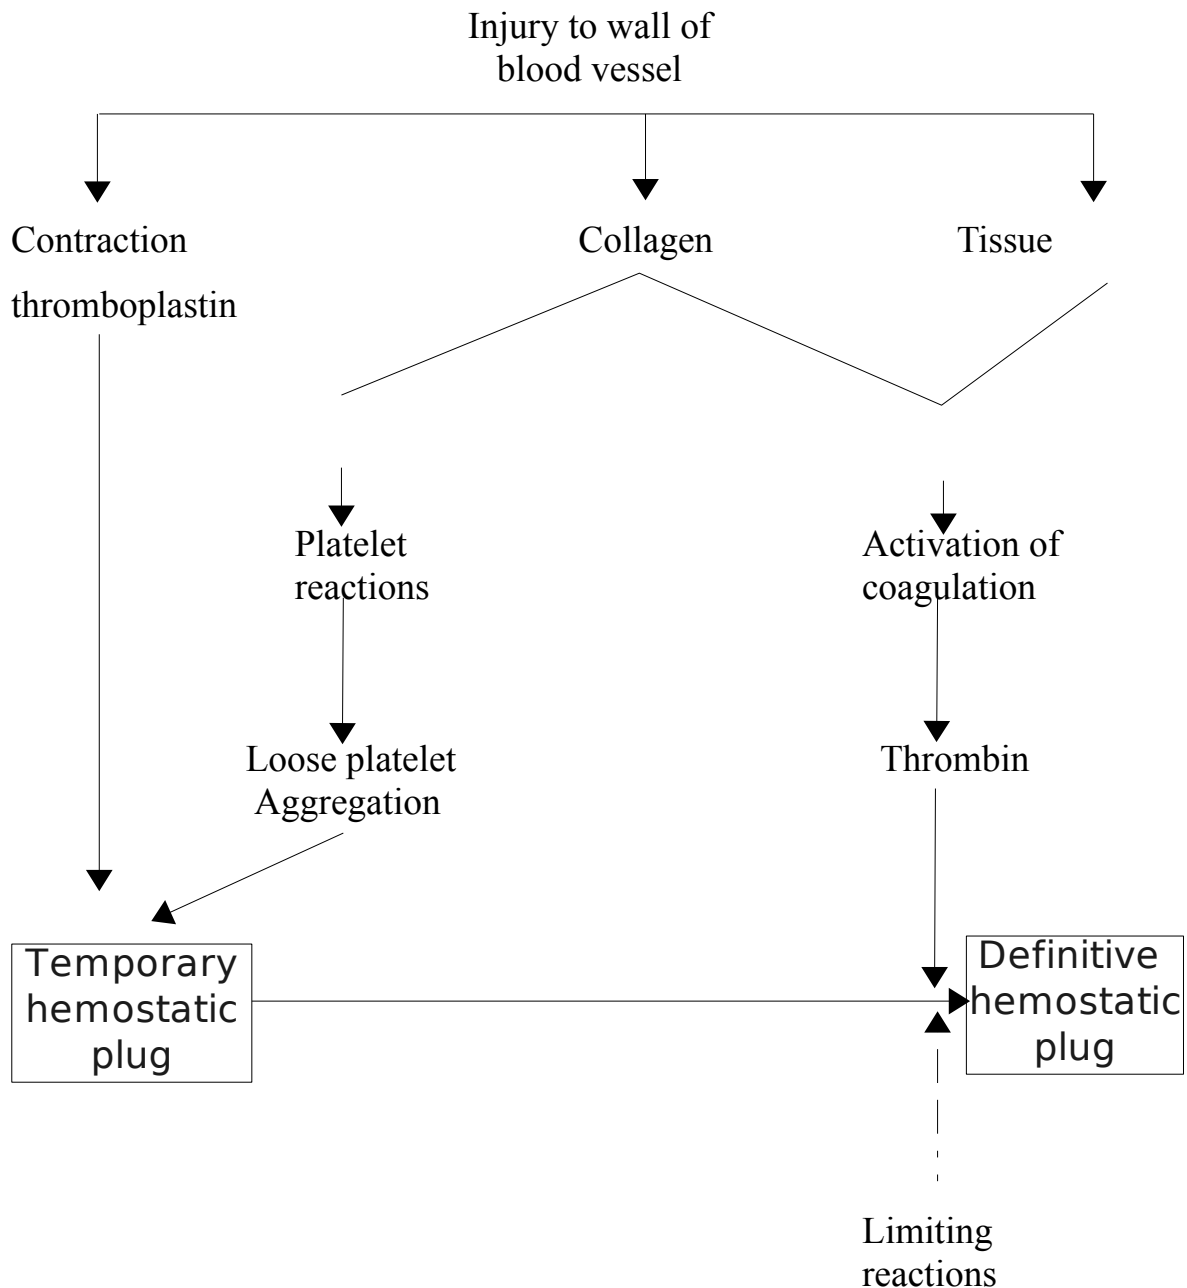 Injury to wall of
blood vessel
Contraction
Collagen
Tissue
thromboplastin
Platelet
reactions
Activation of
coagulation
Loose platelet
Aggregation
Thrombin
Temporary
hemostatic
plug
Definitive
hemostatic
plug
Limiting
reactions